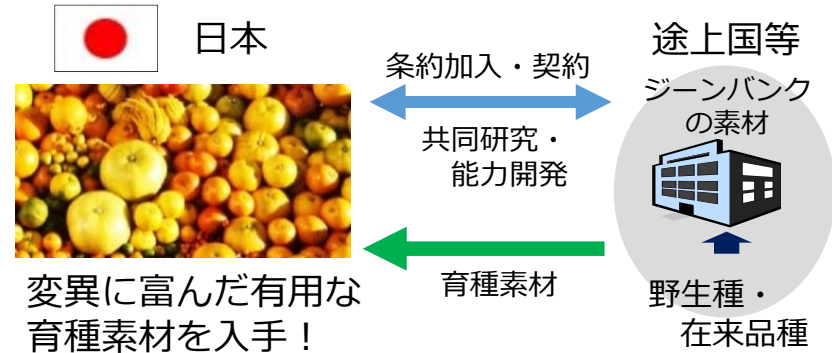 日本
途上国等
条約加入・契約
ジーンバンク
の素材
共同研究・
能力開発
育種素材
野生種・
在来品種
変異に富んだ有用な
育種素材を入手！